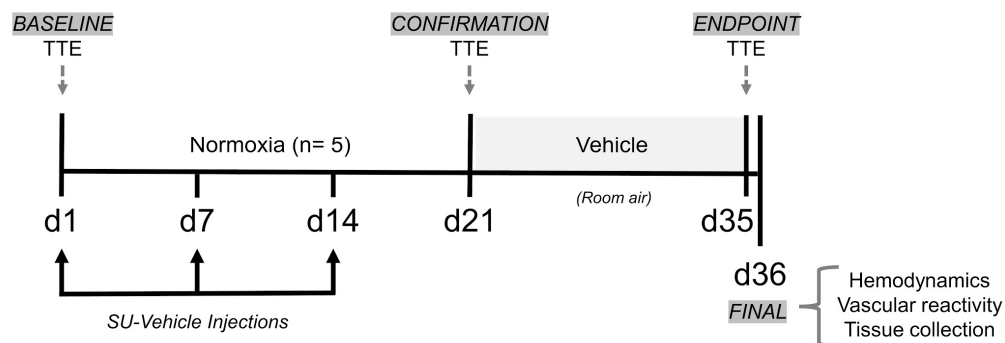 BASELINE
TTE
CONFIRMATION
TTE
ENDPOINT
TTE
Normoxia (n= 5)
Vehicle
(Room air)
d1
d7
d14
d21
d35
d36
SU-Vehicle Injections
FINAL
Hemodynamics
Vascular reactivity
Tissue collection